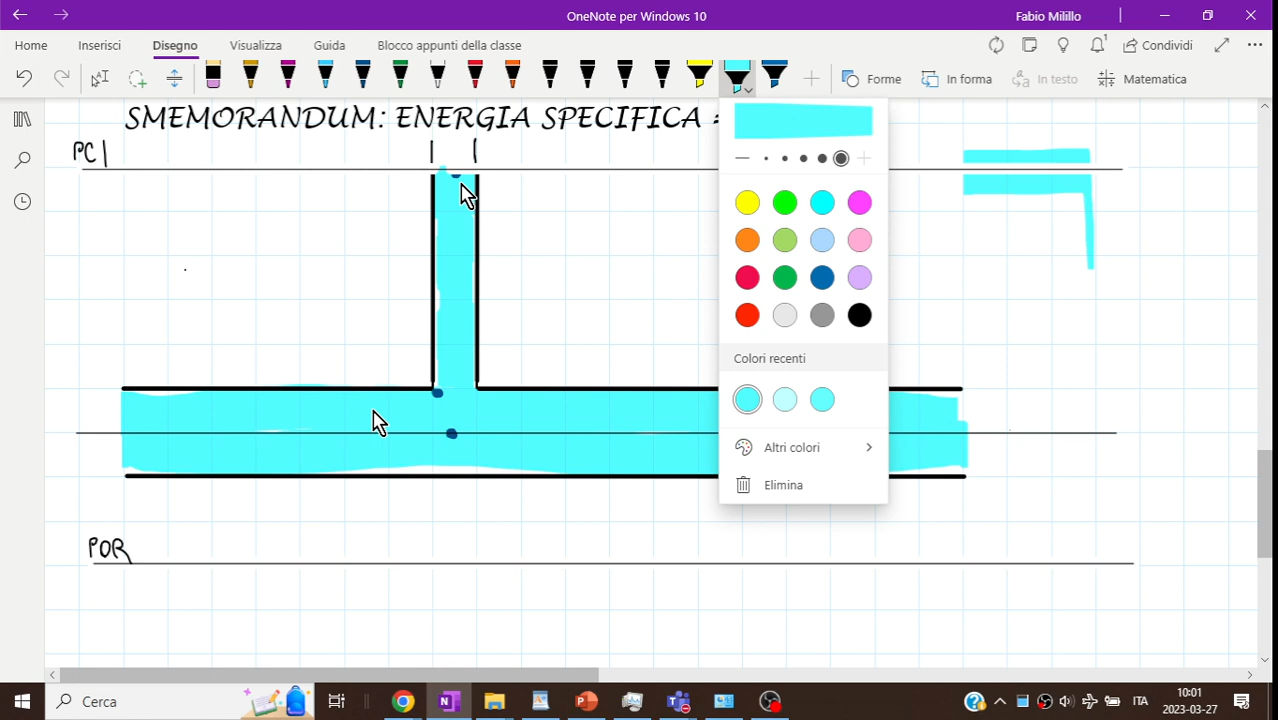 OneNote per Windows 10
Fabio Milillo
Home
Inserisci
Disegno
Visualizza
Guida
Blocco appunti della classe
Condividi
Forme
In forma
In testo
Matematica
SMEMORANDUM: ENERGIA SPECIFICA =
PCI
Colori recenti
Altri colori
Elimina
POR
Cerca
ITA
10:01
2023-03-27